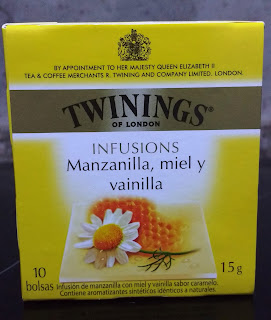 BY APPOINTMENT TO HER MAJESTY QUEEN ELIZABETH II
TEA & COFFEE MERCHANTS R. TWINING AND COMPANY LIMITED, LONDON
TWININGS®
OF LONDON
INFUSIONS
Manzanilla, miel y
vainilla
10
bolsas
15g
Infusión de manzanilla con miel y vainilla sabor caramelo.
Contiene aromatizantes sintéticos idénticos a naturales.